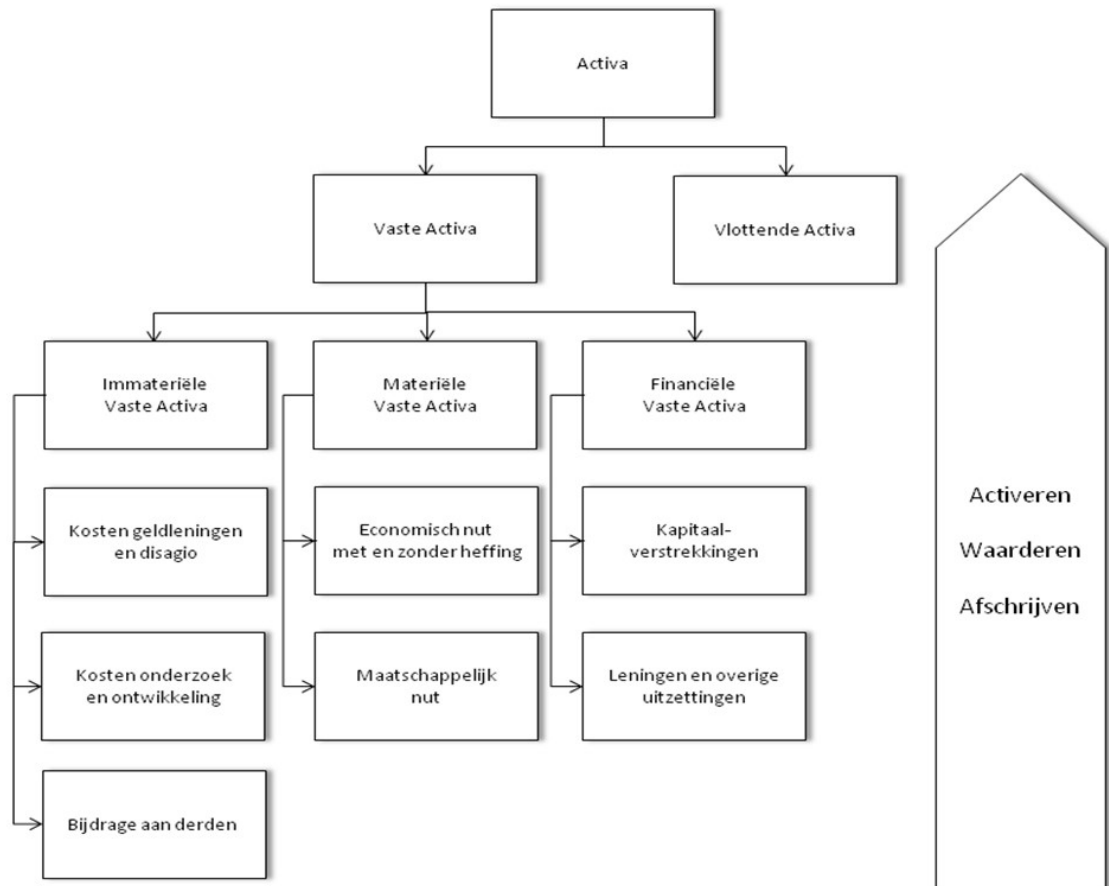 Activa
Vaste Activa
Vlottende Activa
Immateriële
Vaste Activa
Materiële
Vaste Activa
Financiële
Vaste Activa
Kosten geldleningen
en disagio
Economisch nut
met en zonder heffing
Kapitaal-
verstrekkingen
Kosten onderzoek
en ontwikkeling
Maatschappelijk
nut
Leningen en overige
uitzettingen
Bijdrage aan derden
Activeren
Waarderen
Afschrijven